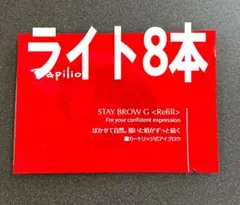 ライト8本
Papilio
STAY BROW G <Refill>
For your confident expression
ぼかせて自然。描いた眉がずっと続く
■カートリッジ式アイブロウ